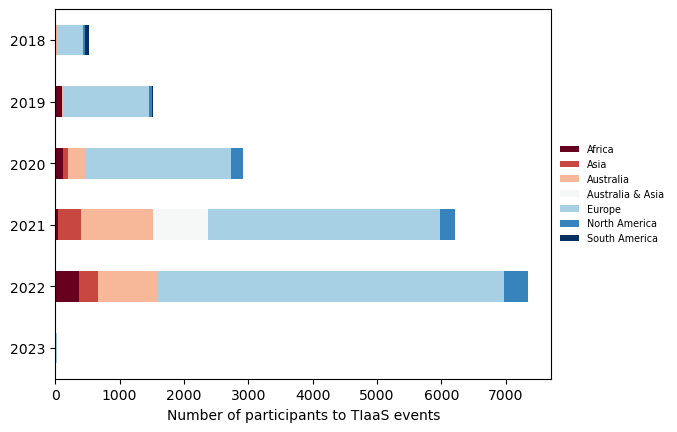 2018
2019
2020
2021
2022
2023
0 1000 2000 3000 4000 5000 6000 7000
Number of participants to TIaaS events
Africa
Asia
Australia
Australia & Asia
Europe
North America
South America